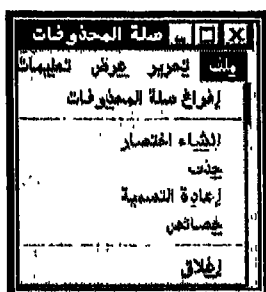 سلة المحذوفات
ملف تحرير عرض تعليمات
إفراغ سلة المحذوفات
إنشاء اختصار
حذف
إعادة التسمية
خصائص
إغلاق